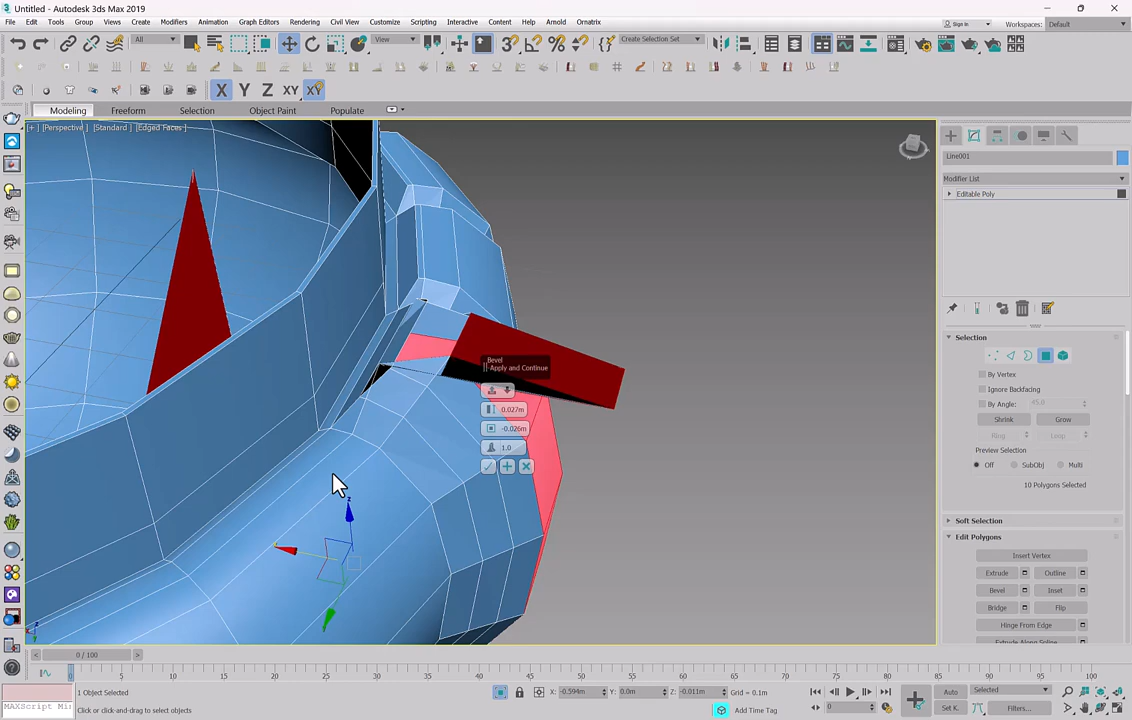 Untitled - Autodesk 3ds Max 2019
File Edit Tools Group Views Create Modifiers Animation Graph Editors Rendering Civil View Customize Scripting Interactive Content Help Arnold Ornatrix
Sign In Workspaces: Default
All View Create Selection Set
X Y Z XY XY
Modeling Freeform Selection Object Paint Populate
[+] [Perspective] [Standard] [Edged Faces]
Line001
Modifier List
Editable Poly
Selection
By Vertex
Ignore Backfacing
By Angle: 45.0
Shrink Grow
Ring Loop
Preview Selection
Off SubObj Multi
10 Polygons Selected
Soft Selection
Edit Polygons
Insert Vertex
Extrude Outline
Bevel Inset
Bridge Flip
Hinge From Edge
Extrude Along Spline
Bevel
Apply and Continue
0.027m
-0.026m
1.0
z
0 / 100
0 5 10 15 20 25 30 35 40 45 50 55 60 65 70 75 80 85 90 95 100
1 Object Selected X: -0.594m Y: 0.0m Z: -0.011m Grid = 0.1m Auto Selected
MAXScript Mi
Click or click-and-drag to select objects Add Time Tag 0 Set K. Filters...